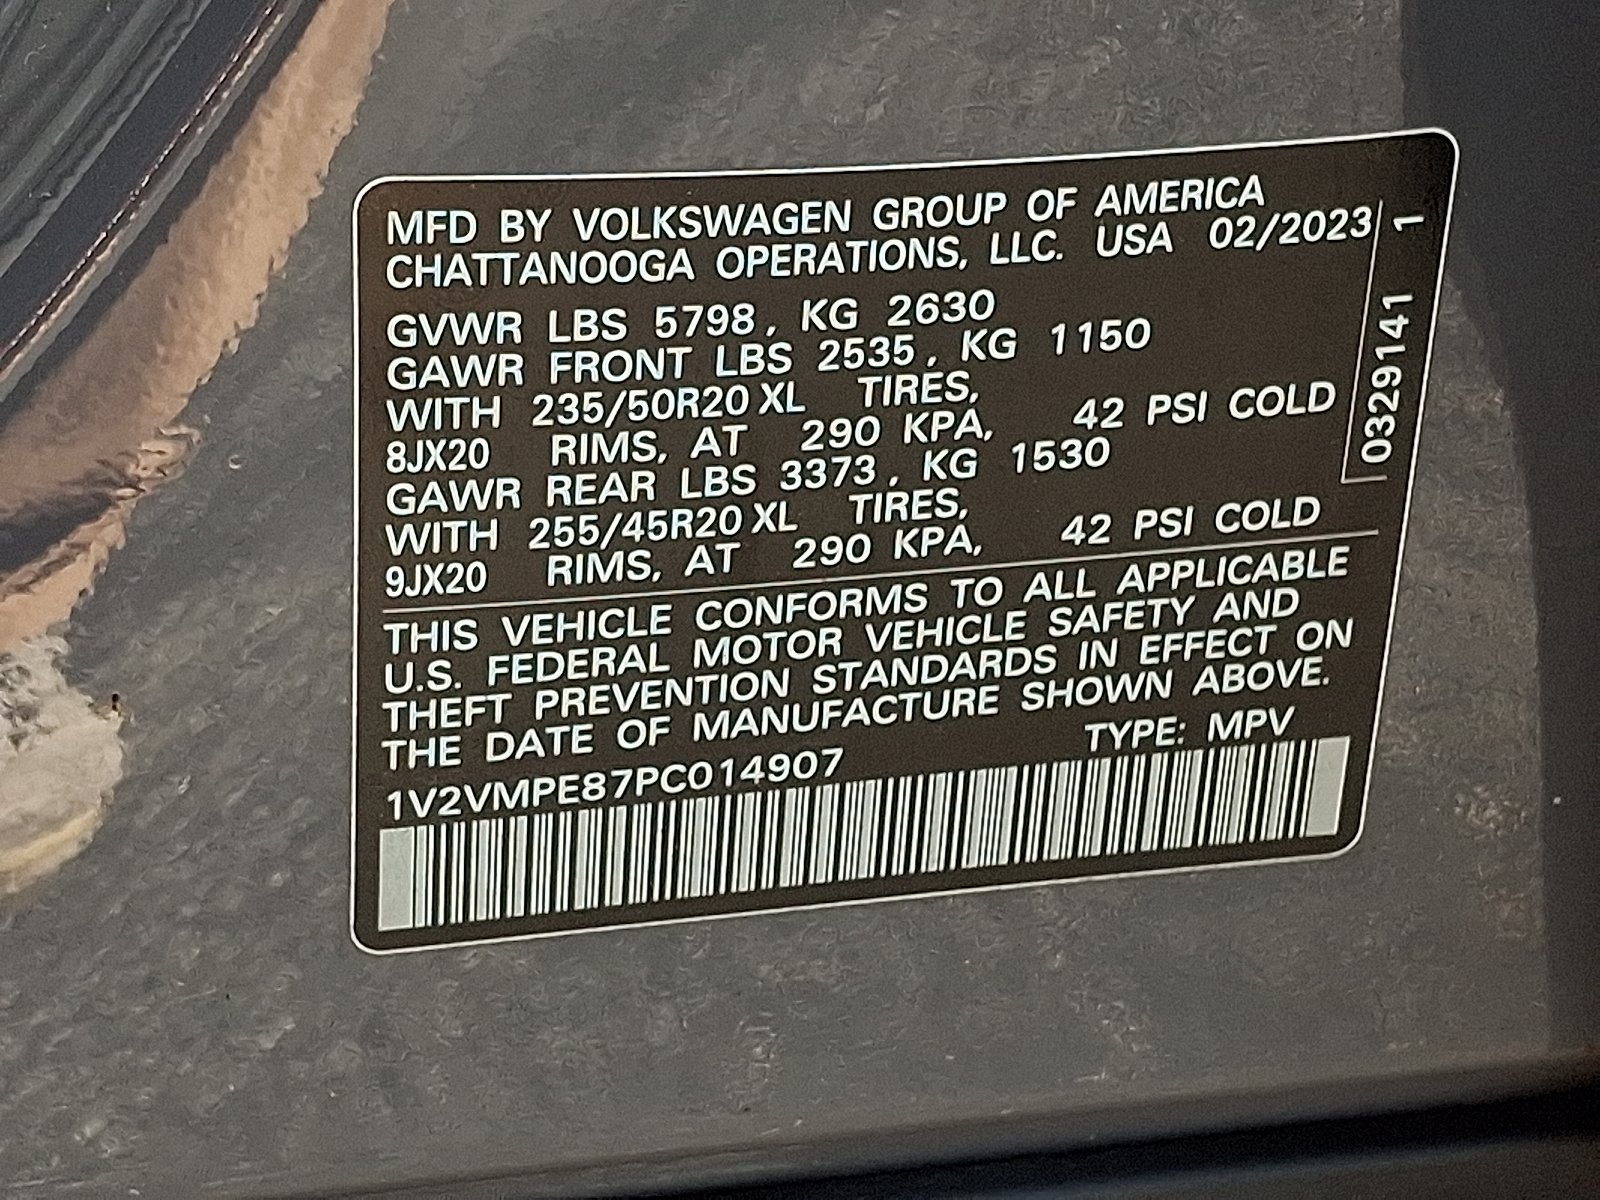 MFD BY VOLKSWAGEN GROUP OF AMERICA
CHATTANOOGA OPERATIONS, LLC. USA 02/2023
GVWR LBS 5798, KG 2630
GAWR FRONT LBS 2535, KG 1150
WITH 235/50R20 XL TIRES,
8JX20 RIMS, AT 290 KPA, 42 PSI COLD
GAWR REAR LBS 3373, KG 1530
WITH 255/45R20 XL TIRES,
9JX20 RIMS, AT 290 KPA, 42 PSI COLD
THIS VEHICLE CONFORMS TO ALL APPLICABLE
U.S. FEDERAL MOTOR VEHICLE SAFETY AND
THEFT PREVENTION STANDARDS IN EFFECT ON
THE DATE OF MANUFACTURE SHOWN ABOVE.
1V2VMPE87PC014907 TYPE: MPV
0329141 1